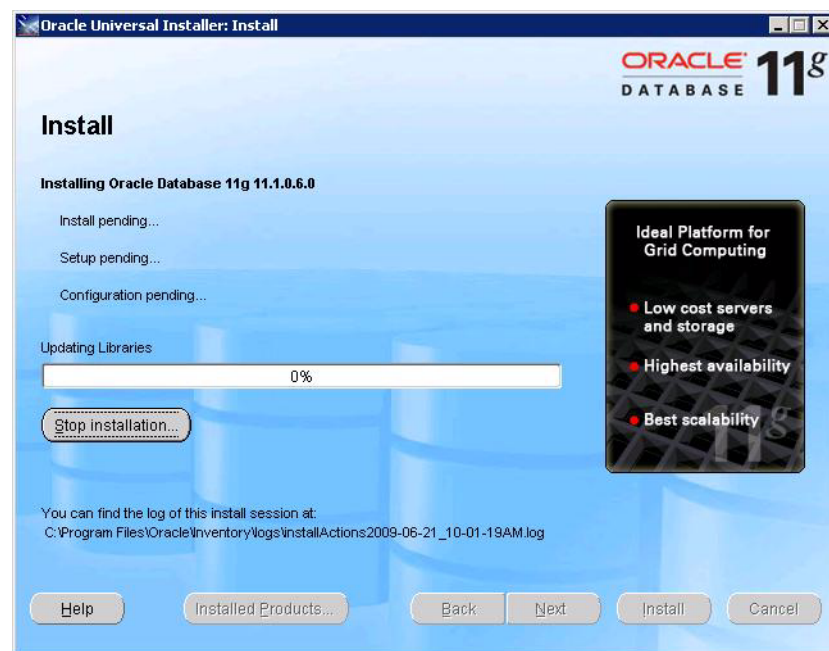 Oracle Universal Installer: Install
ORACLE
DATABASE 11g
Install
Installing Oracle Database 11g 11.1.0.6.0
Install pending...
Setup pending...
Configuration pending...
Updating Libraries
0%
Stop installation...
Ideal Platform for
Grid Computing
Low cost servers
and storage
Highest availability
Best scalability
11g
You can find the log of this install session at:
C:\Program Files\Oracle\Inventory\logs\installActions2009-06-21_10-01-19AM.log
Help
Installed Products...
Back
Next
Install
Cancel